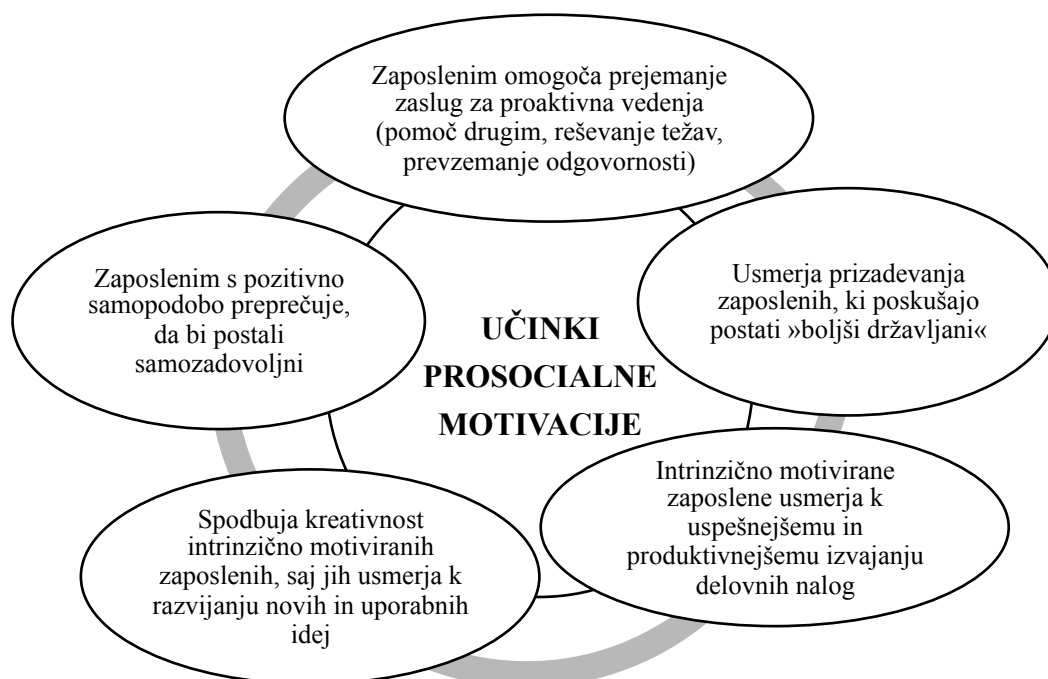 Zaposlenim omogoča prejemanje
zaslug za proaktivna vedenja
(pomoč drugim, reševanje težav,
prevzemanje odgovornosti)
Usmerja prizadevanja
zaposlenih, ki poskušajo
postati »boljši državljani«
Intrinzično motivirane
zaposlene usmerja k
uspešnejšemu in
produktivnejšemu izvajanju
delovnih nalog
Spodbuja kreativnost
intrinzično motiviranih
zaposlenih, saj jih usmerja k
razvijanju novih in uporabnih
idej
Zaposlenim s pozitivno
samopodobo preprečuje,
da bi postali
samozadovoljni
UČINKI
PROSOCIALNE
MOTIVACIJE